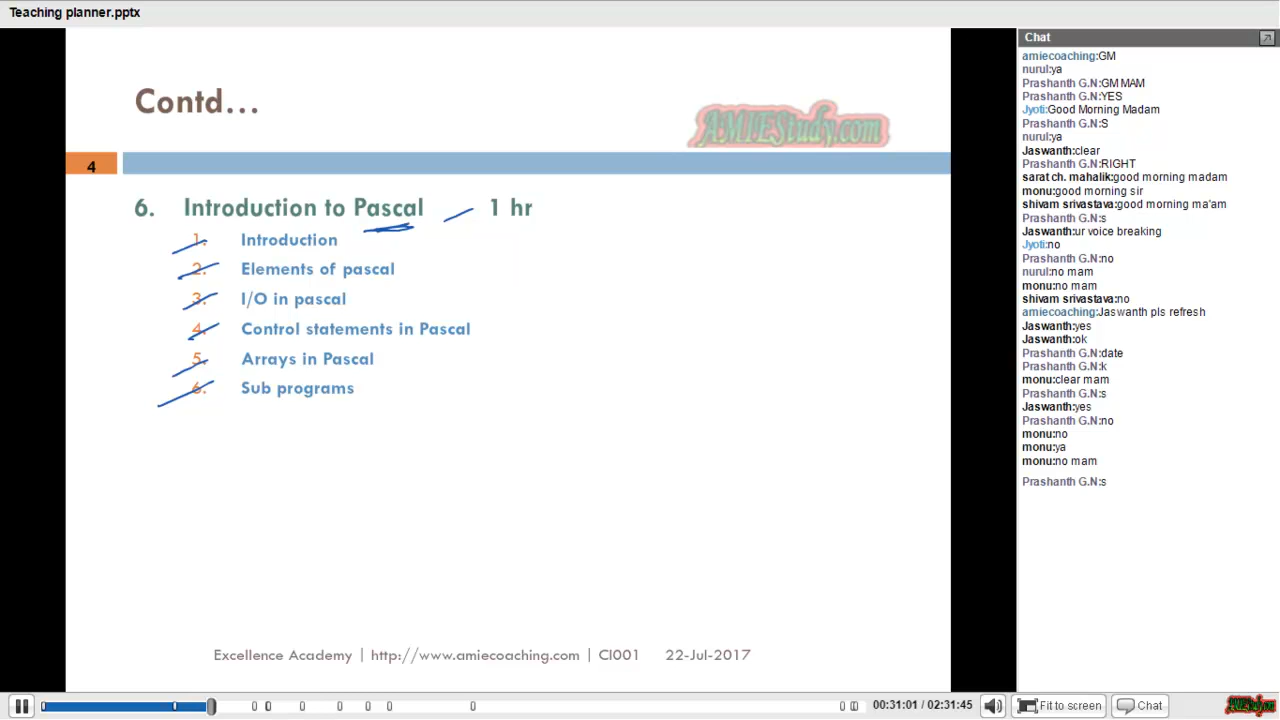 Teaching planner.pptx
Contd...
AMIEStudy.com
4
6. Introduction to Pascal 1 hr
1. Introduction
2. Elements of pascal
3. I/O in pascal
4. Control statements in Pascal
5. Arrays in Pascal
6. Sub programs
Excellence Academy | http://www.amiecoaching.com | CI001 22-Jul-2017
Chat
amiecoaching:GM
nurul:ya
Prashanth G.N:GM MAM
Prashanth G.N:YES
Jyoti:Good Morning Madam
Prashanth G.N:S
nurul:ya
Jaswanth:clear
Prashanth G.N:RIGHT
sarat ch. mahalik:good morning madam
monu:good morning sir
shivam srivastava:good morning ma'am
Prashanth G.N:s
Jaswanth:ur voice breaking
Jyoti:no
Prashanth G.N:no
nurul:no mam
monu:no mam
shivam srivastava:no
amiecoaching:Jaswanth pls refresh
Jaswanth:yes
Jaswanth:ok
Prashanth G.N:date
Prashanth G.N:k
monu:clear mam
Prashanth G.N:s
Jaswanth:yes
Prashanth G.N:no
monu:no
monu:ya
monu:no mam
Prashanth G.N:s
00:31:01 / 02:31:45
Fit to screen
Chat